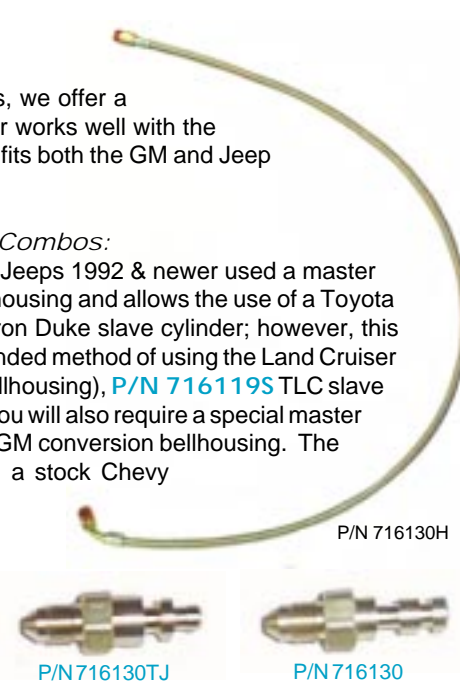 s, we offer a
r works well with the
fits both the GM and Jeep
Combos:
Jeeps 1992 & newer used a master
housing and allows the use of a Toyota
ron Duke slave cylinder; however, this
nded method of using the Land Cruiser
llhousing), P/N 716119S TLC slave
ou will also require a special master
GM conversion bellhousing. The
a stock Chevy
P/N 716130H
P/N 716130TJ
P/N 716130